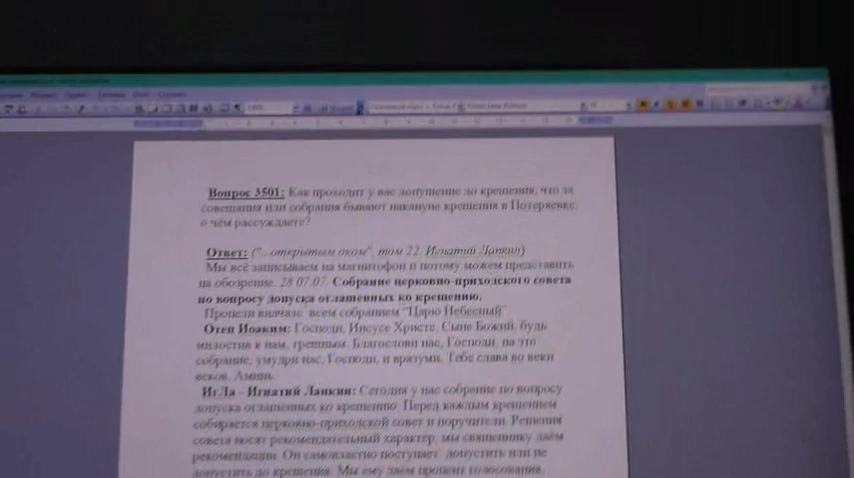 Вопрос 3501: Как проходит у вас допущение до крещения, что за
совещания или собрания бывают накануне крещения в Потеряевке,
о чём рассуждаете?
Ответ: ("...открытым оком", том 22. Игнатий Лапкин)
Мы всё записываем на магнитофон и потому можем представить
на обозрение. 28.07.07. Собрание церковно-приходского совета
по вопросу допуска оглашенных ко крещению.
Пропели вначале всем собранием "Царю Небесный"
Отец Иоаким: Господи, Иисусе Христе, Сыне Божий, будь
милостив к нам, грешным. Благослови нас, Господи, на это
собрание, умудри нас, Господи, и вразуми. Тебе слава во веки
веков. Аминь.
ИгЛа - Игнатий Лапкин: Сегодня у нас собрание по вопросу
допуска оглашенных ко крещению. Перед каждым крещением
собирается церковно-приходской совет и поручители. Решения
совета носят рекомендательный характер, мы священнику даём
рекомендации. Он самовластно поступает допустить или не
допустить до крещения. Мы ему даём процент голосования,